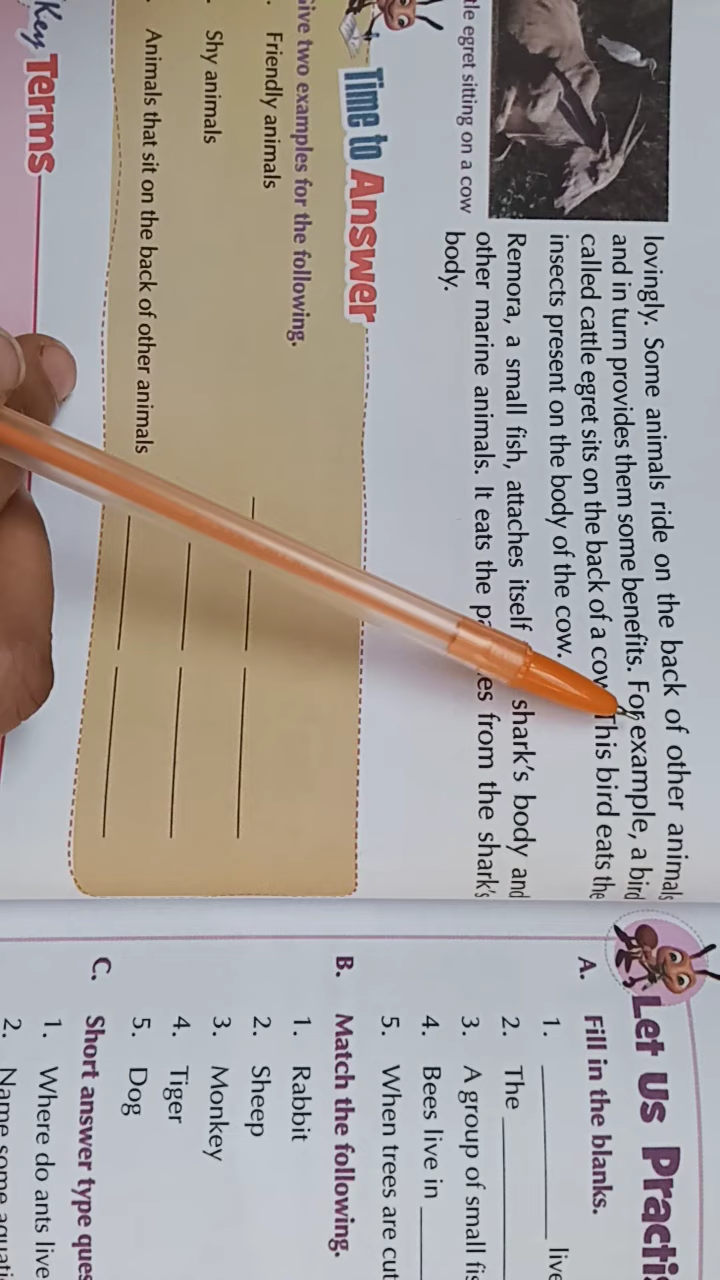 lovingly. Some animals ride on the back of other animals
and in turn provides them some benefits. For example, a bird
called cattle egret sits on the back of a cow. This bird eats the
insects present on the body of the cow.
Remora, a small fish, attaches itself shark's body and
other marine animals. It eats the from the shark's
body.
tle egret sitting on a cow
Time to Answer
Give two examples for the following.
Friendly animals
Shy animals
Animals that sit on the back of other animals
Key Terms
Let Us Practi
A. Fill in the blanks.
1. live
2. The
3. A group of small fis
4. Bees live in
5. When trees are cut
B. Match the following.
1. Rabbit
2. Sheep
3. Monkey
4. Tiger
5. Dog
C. Short answer type ques
1. Where do ants live
2. Name some aquati